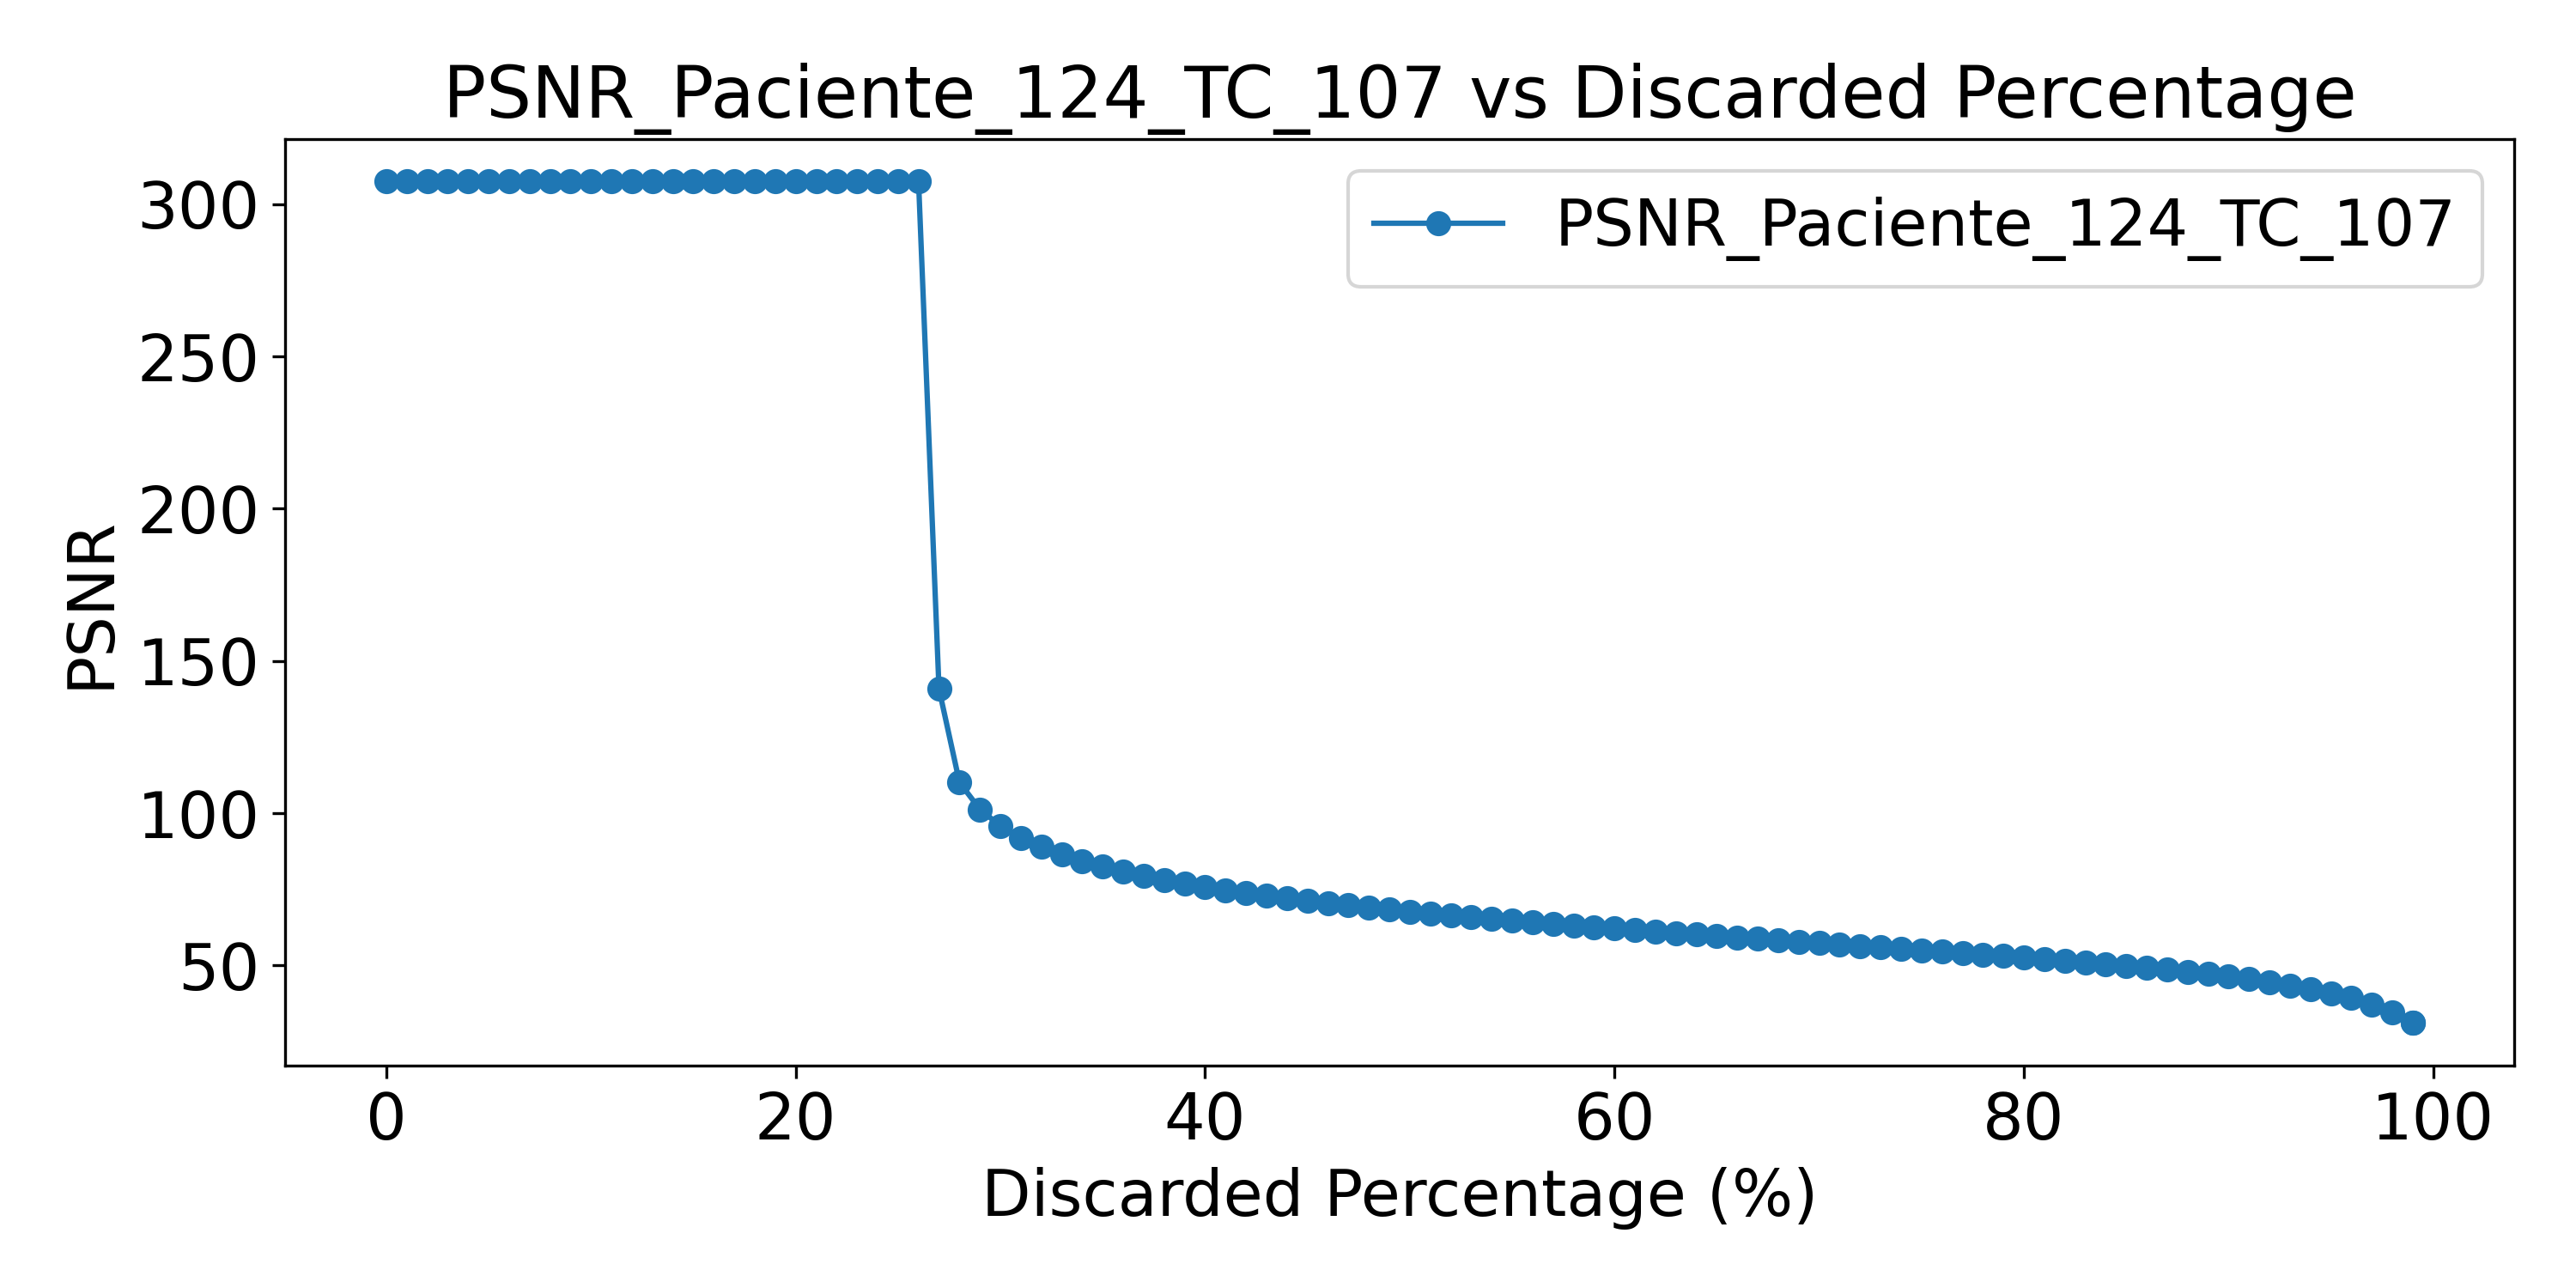 PSNR_Paciente_124_TC_107 vs Discarded Percentage
PSNR_Paciente_124_TC_107
PSNR
300
250
200
150
100
50
0 20 40 60 80 100
Discarded Percentage (%)